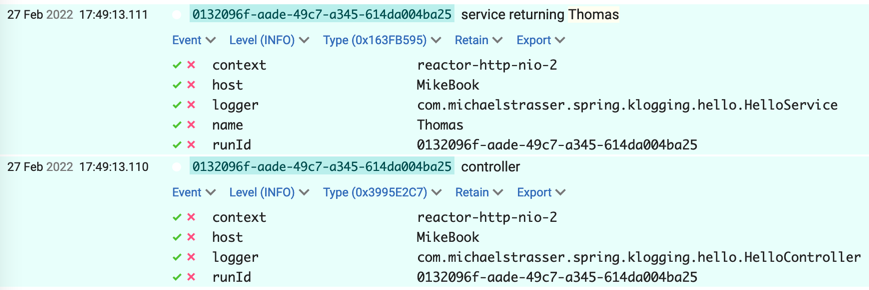 27 Feb 2022 17:49:13.111 0132096f-aade-49c7-a345-614da004ba25 service returning Thomas
Event Level (INFO) Type (0x163FB595) Retain Export
context reactor-http-nio-2
host MikeBook
logger com.michaelstrasser.spring.klogging.hello.HelloService
name Thomas
runId 0132096f-aade-49c7-a345-614da004ba25
27 Feb 2022 17:49:13.110 0132096f-aade-49c7-a345-614da004ba25 controller
Event Level (INFO) Type (0x3995E2C7) Retain Export
context reactor-http-nio-2
host MikeBook
logger com.michaelstrasser.spring.klogging.hello.HelloController
runId 0132096f-aade-49c7-a345-614da004ba25